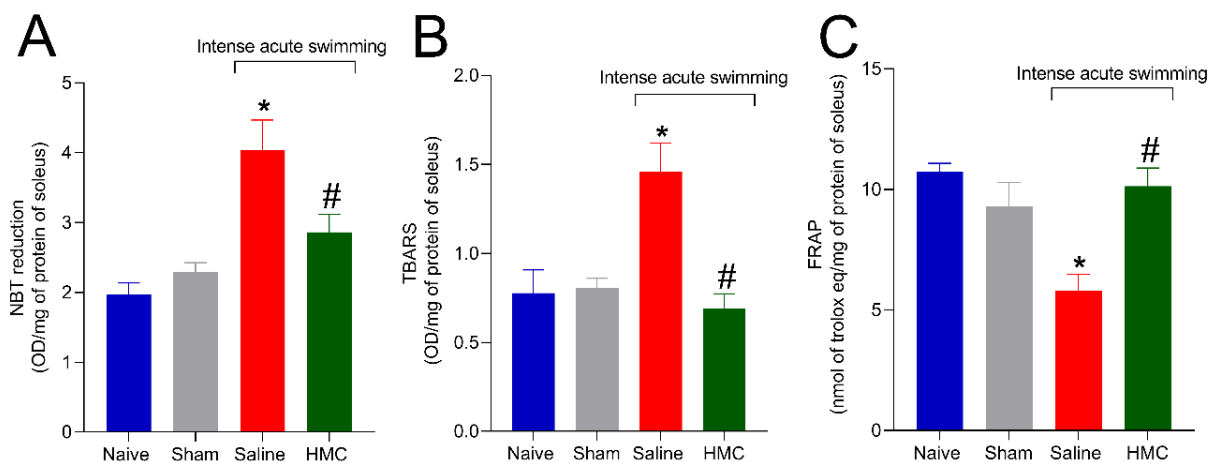 A
Intense acute swimming
NBT reduction
(OD/mg of protein of soleus)
5
4
3
2
1
0
*
#
Naive Sham Saline HMC
B
Intense acute swimming
TBARS
(OD/mg of protein of soleus)
2.0
1.5
1.0
0.5
0.0
*
#
Naive Sham Saline HMC
C
Intense acute swimming
FRAP
(nmol of trolox eq/mg of protein of soleus)
15
10
5
0
*
#
Naive Sham Saline HMC